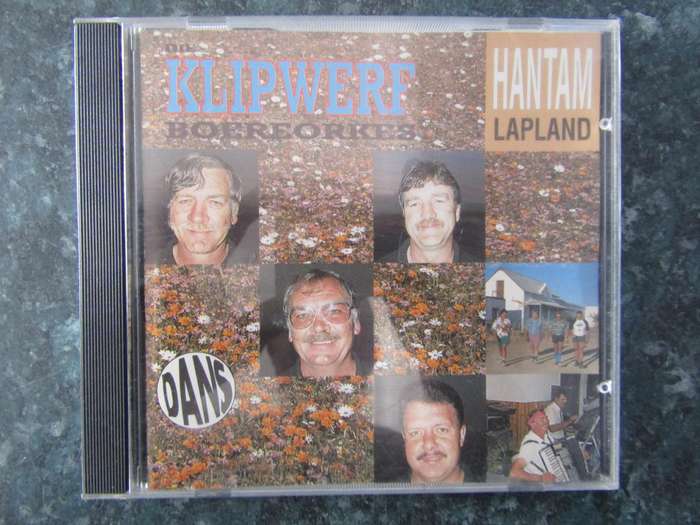 DIE
KLIPWERF
BOEREORKES
HANTAM
LAPLAND
DANS